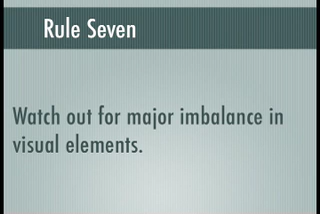 Rule Seven
Watch out for major imbalance in
visual elements.